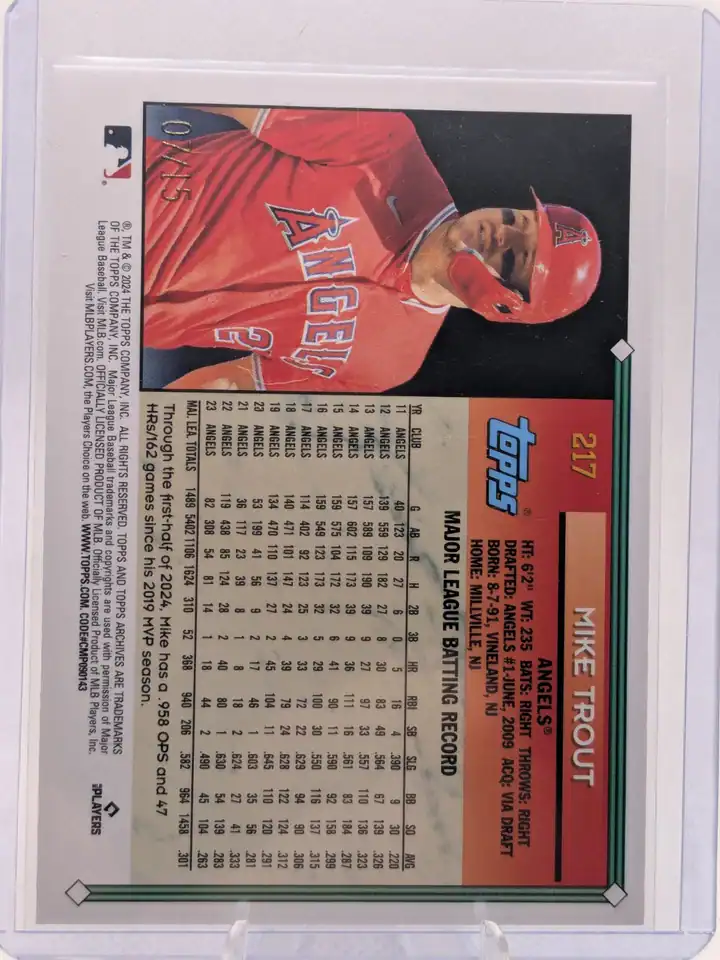 07/15
ANGELS
2
A
217
MIKE TROUT
topps®
ANGELS®
HT: 6'2" WT: 235 BATS: RIGHT THROWS: RIGHT
DRAFTED: ANGELS #1-JUNE, 2009 ACQ: VIA DRAFT
BORN: 8-7-91, VINELAND, NJ
HOME: MILLVILLE, NJ
MAJOR LEAGUE BATTING RECORD
YR CLUB G AB R H 2B 3B HR RBI SB SLG BB SO AVG
11 ANGELS 40 123 20 27 6 0 5 16 4 .390 9 30 .220
12 ANGELS 139 559 129 182 27 8 30 83 49 .564 67 139 .326
13 ANGELS 157 589 109 190 39 9 27 97 33 .557 110 136 .323
14 ANGELS 157 602 115 173 39 9 36 111 16 .561 83 184 .287
15 ANGELS 159 575 104 172 32 6 41 90 11 .590 92 158 .299
16 ANGELS 159 549 123 173 32 5 29 100 30 .550 116 137 .315
17 ANGELS 114 402 92 123 25 3 33 72 22 .629 94 90 .306
18 ANGELS 140 471 101 147 24 4 39 79 24 .628 122 124 .312
19 ANGELS 134 470 110 137 27 2 45 104 11 .645 110 120 .291
20 ANGELS 53 199 41 56 9 2 17 46 1 .603 35 56 .281
21 ANGELS 36 117 23 39 8 1 8 18 2 .624 27 41 .333
22 ANGELS 119 438 85 124 28 2 40 80 1 .630 54 139 .283
23 ANGELS 82 308 54 81 14 1 18 44 2 .490 45 104 .263
MAJ. LEA. TOTALS 1489 5402 1106 1624 310 52 368 940 206 .582 964 1458 .301
Through the first-half of 2024, Mike has a .958 OPS and 47
HRs/162 games since his 2019 MVP season.
®, TM & © 2024 THE TOPPS COMPANY, INC. ALL RIGHTS RESERVED. TOPPS AND TOPPS ARCHIVES ARE TRADEMARKS
OF THE TOPPS COMPANY, INC. Major League Baseball trademarks and copyrights are used with permission of Major
League Baseball. Visit MLB.com. OFFICIALLY LICENSED PRODUCT OF MLB. Officially Licensed Product of MLB Players, Inc.
Visit MLBPLAYERS.COM, the Players Choice on the web. WWW.TOPPS.COM. CODE#CMP090143
PLAYERS